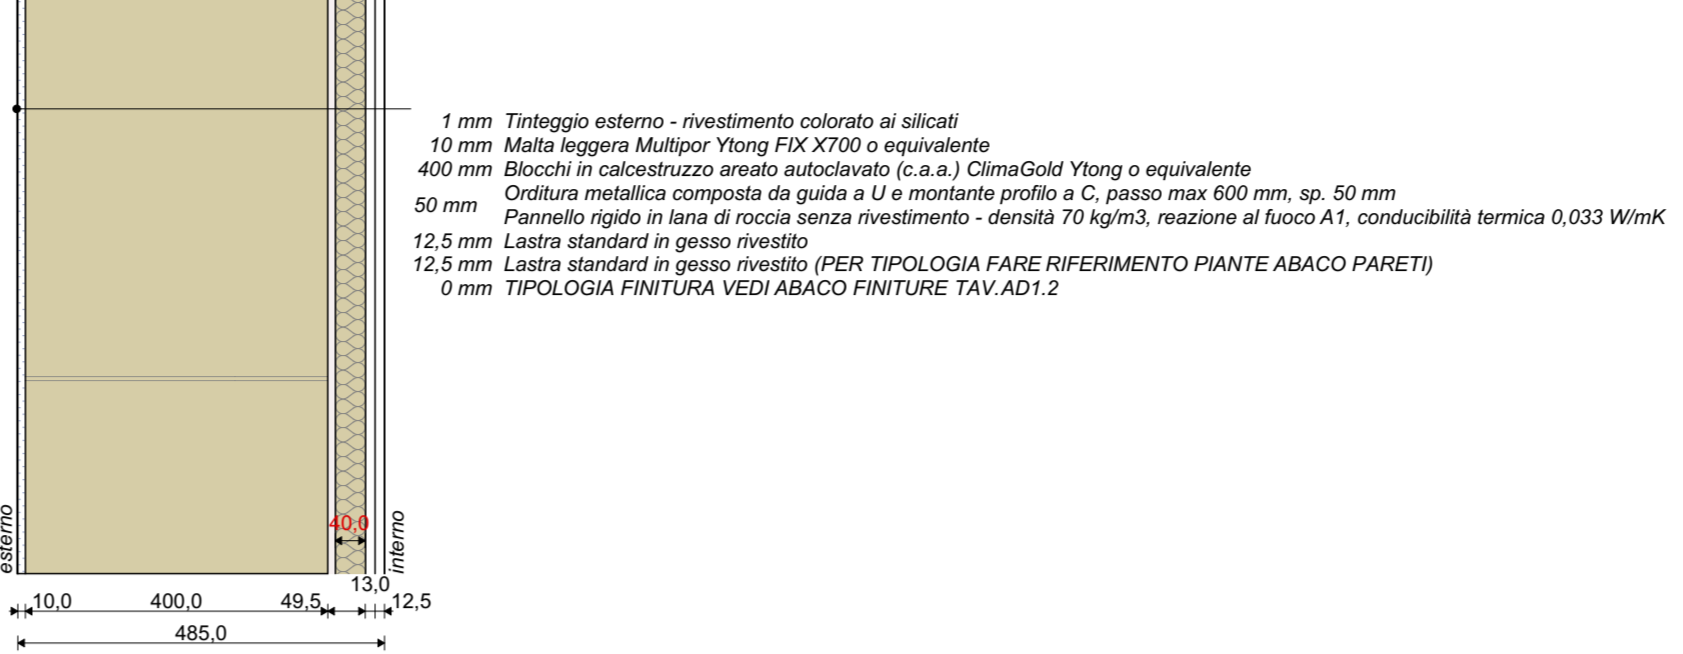 1 mm Tinteggio esterno - rivestimento colorato ai silicati
10 mm Malta leggera Multipor Ytong FIX X700 o equivalente
400 mm Blocchi in calcestruzzo areato autoclavato (c.a.a.) ClimaGold Ytong o equivalente
Orditura metallica composta da guida a U e montante profilo a C, passo max 600 mm, sp. 50 mm
50 mm
Pannello rigido in lana di roccia senza rivestimento - densità 70 kg/m3, reazione al fuoco A1, conducibilità termica 0,033 W/mK
12,5 mm Lastra standard in gesso rivestito
12,5 mm Lastra standard in gesso rivestito (PER TIPOLOGIA FARE RIFERIMENTO PIANTE ABACO PARETI)
0 mm TIPOLOGIA FINITURA VEDI ABACO FINITURE TAV.AD1.2
esterno
40,0
interno
13,0
10,0 400,0 49,5 12,5
485,0